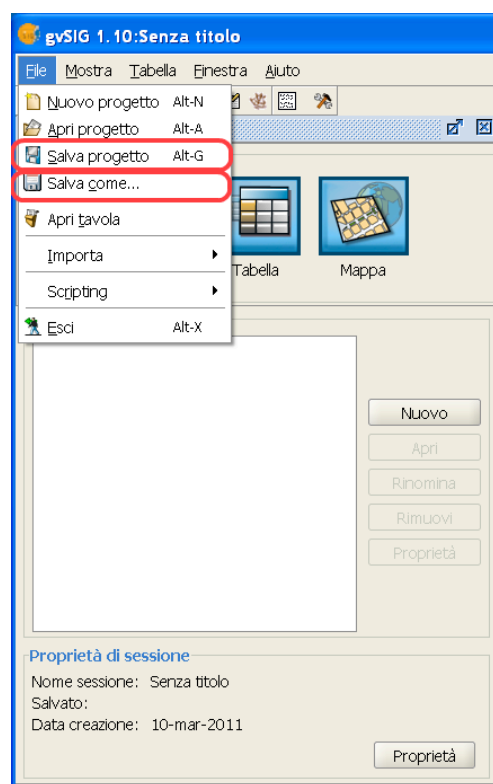 gvSIG 1.10:Senza titolo
File Mostra Tabella Finestra Aiuto
Nuovo progetto Alt-N
Apri progetto Alt-A
Salva progetto Alt-G
Salva come...
Apri tavola
Importa
Scripting
Esci Alt-X
Tabella Mappa
Nuovo
Apri
Rinomina
Rimuovi
Proprietà
Proprietà di sessione
Nome sessione: Senza titolo
Salvato:
Data creazione: 10-mar-2011
Proprietà